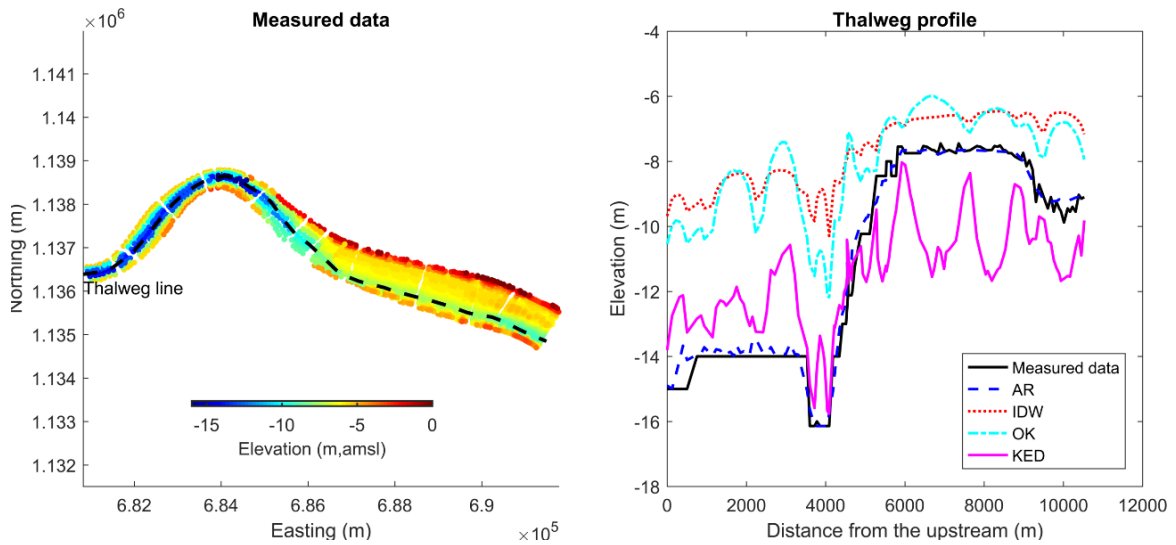 Measured data
×10⁶
1.141
1.14
1.139
1.138
1.137
1.136
1.135
1.134
1.133
1.132
Northing (m)
Thalweg line
-15 -10 -5 0
Elevation (m,amsl)
6.82 6.84 6.86 6.88 6.9
Easting (m)
×10⁵
Thalweg profile
-4
-6
-8
-10
-12
-14
-16
-18
Elevation (m)
Measured data
AR
IDW
OK
KED
0 2000 4000 6000 8000 10000 12000
Distance from the upstream (m)